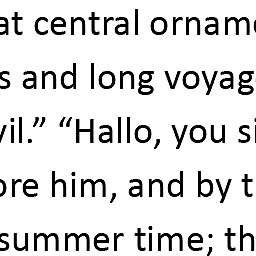 at central orname
s and long voyag
vil.” “Hallo, you si
ore him, and by t
summer time; th